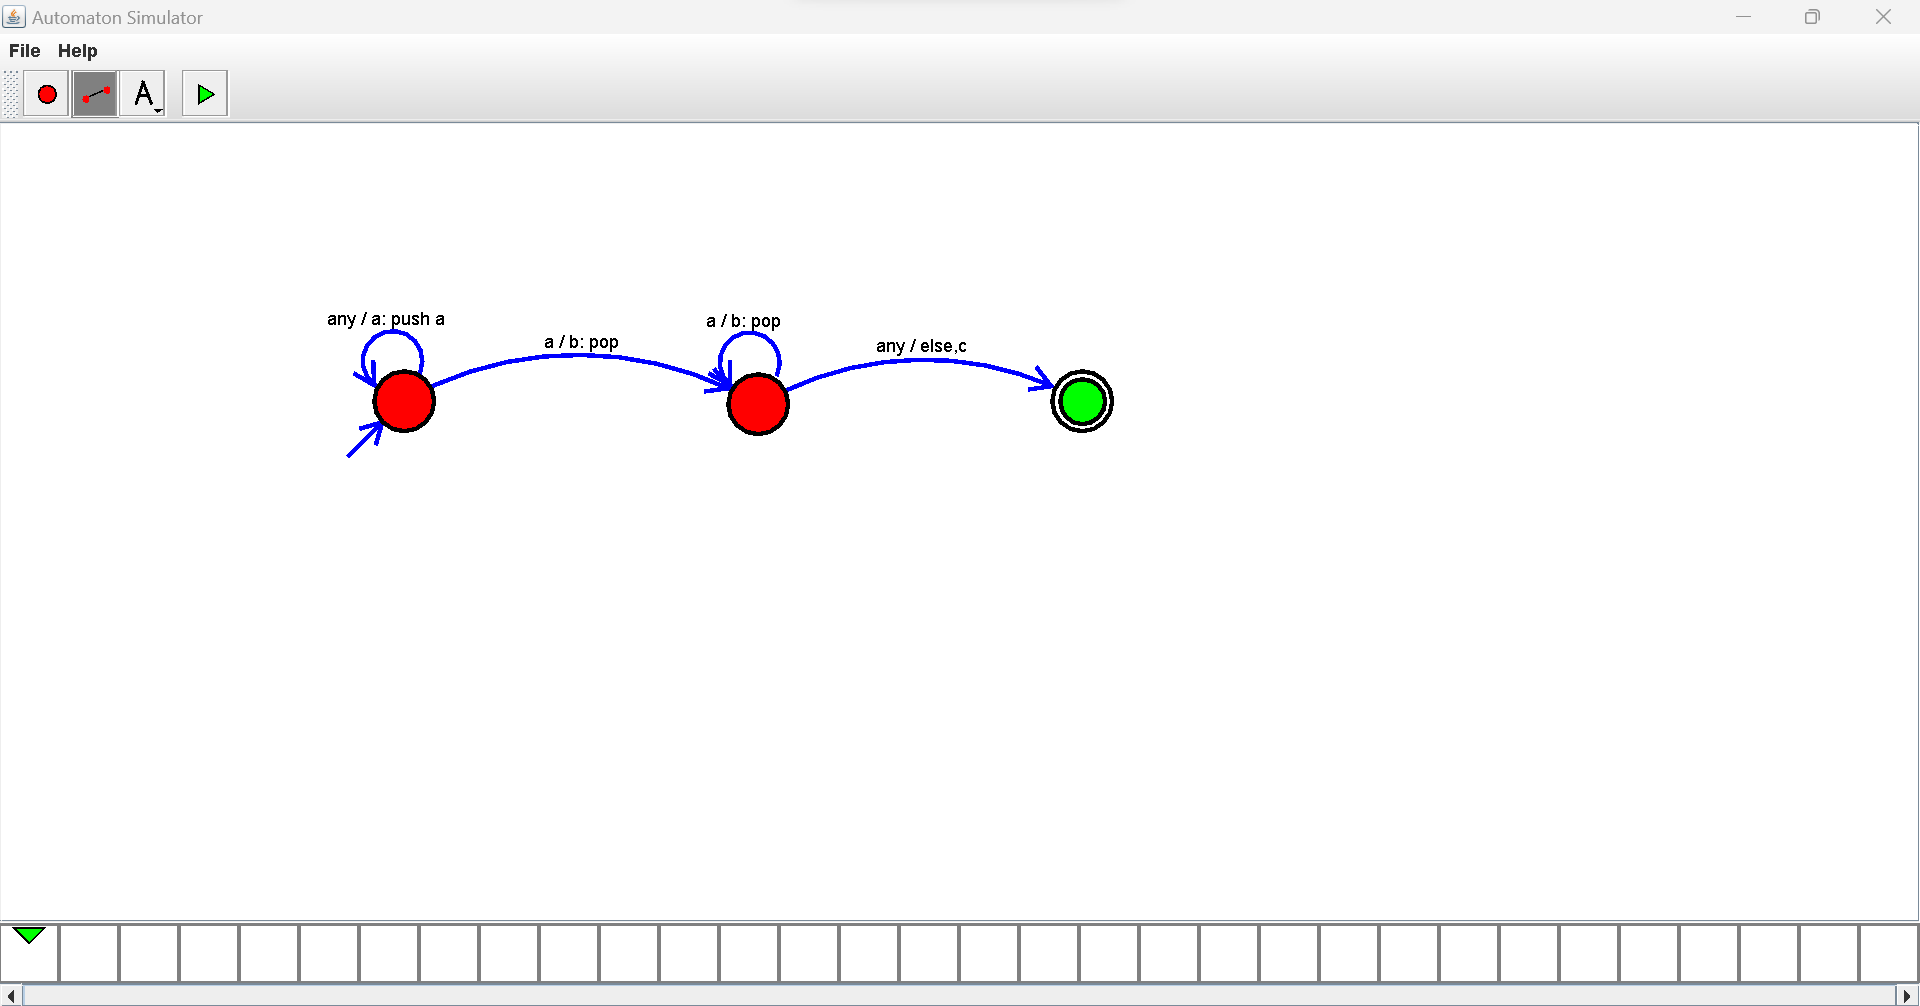 Automaton Simulator
File Help
A
any / a: push a
a / b: pop
a / b: pop
any / else,c